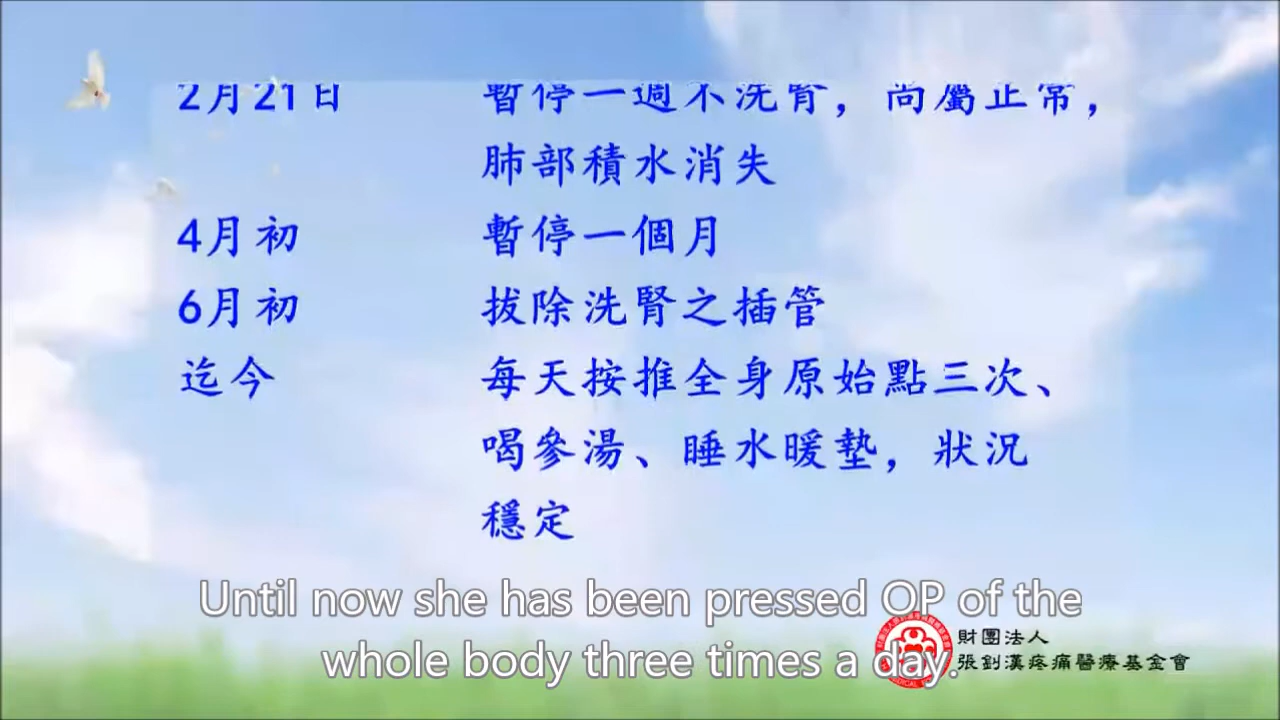 2月21日 暫停一週不洗腎，尚屬正常，
肺部積水消失
4月初 暫停一個月
6月初 拔除洗腎之插管
迄今 每天按推全身原始點三次、
喝參湯、睡水暖墊，狀況
穩定
Until now she has been pressed OP of the
whole body three times a day.
財團法人
張釗漢疼痛醫療基金會